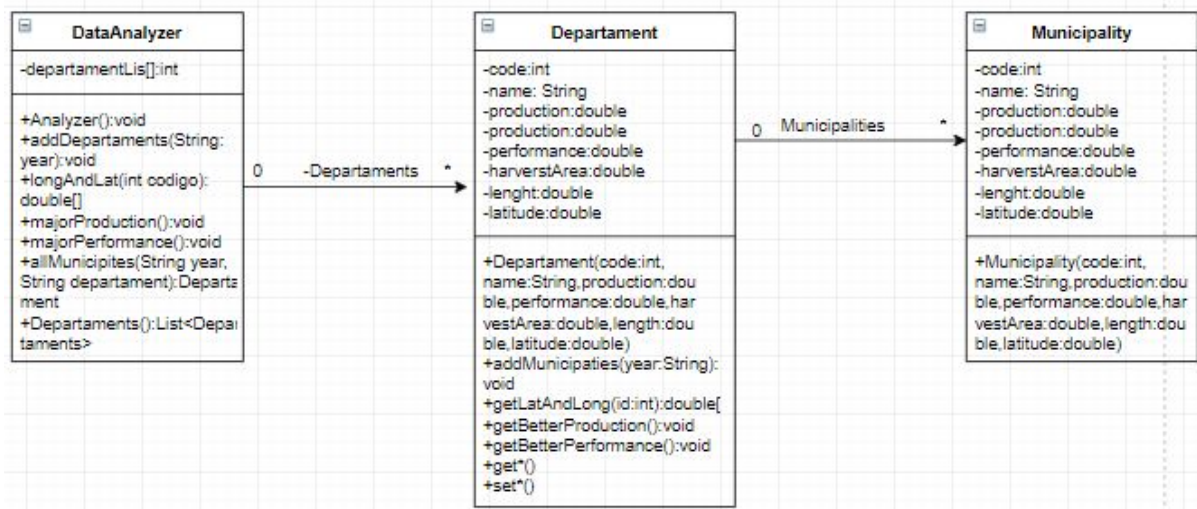 DataAnalyzer
-departamentLis[]:int
+Analyzer():void
+addDepartaments(String:
year):void
+longAndLat(int codigo):
double[]
+majorProduction():void
+majorPerformance():void
+allMunicipites(String year,
String departament):Departa
ment
+Departaments():List<Depar
taments>
0 -Departaments *
Departament
-code:int
-name: String
-production:double
-production:double
-performance:double
-harverstArea:double
-lenght:double
-latitude:double
+Departament(code:int,
name:String,production:dou
ble,performance:double,har
vestArea:double,length:dou
ble,latitude:double)
+addMunicipaties(year:String):
void
+getLatAndLong(id:int):double[
+getBetterProduction():void
+getBetterPerformance():void
+get*()
+set*()
0 Municipalities *
Municipality
-code:int
-name: String
-production:double
-production:double
-performance:double
-harverstArea:double
-lenght:double
-latitude:double
+Municipality(code:int,
name:String,production:dou
ble,performance:double,har
vestArea:double,length:dou
ble,latitude:double)